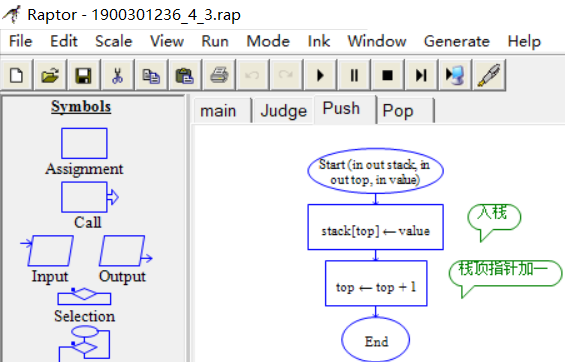 Raptor - 1900301236_4_3.rap
File Edit Scale View Run Mode Ink Window Generate Help
Symbols
Assignment
Call
Input Output
Selection
main Judge Push Pop
Start (in out stack, in
out top, in value)
stack[top] ← value
入栈
top ← top + 1
栈顶指针加一
End